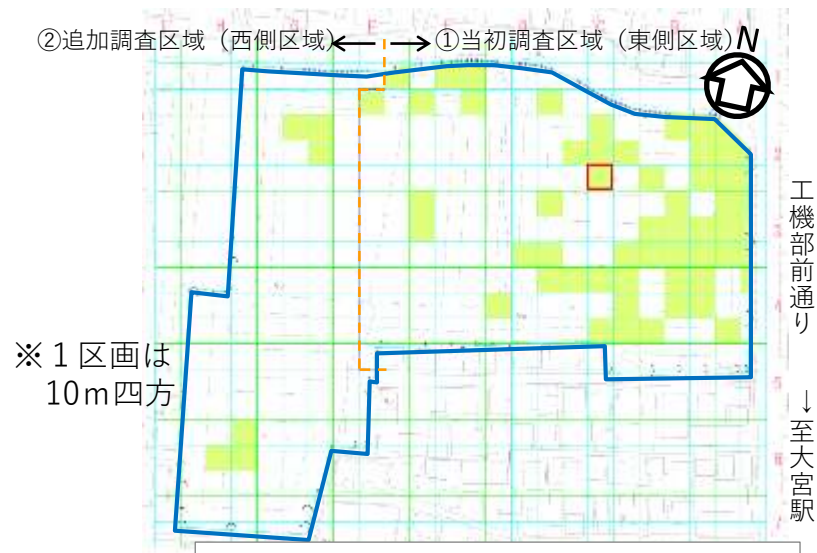 ②追加調査区域（西側区域）
①当初調査区域（東側区域）
N
※１区画は
10ｍ四方
工機部前通り
↓至大宮駅